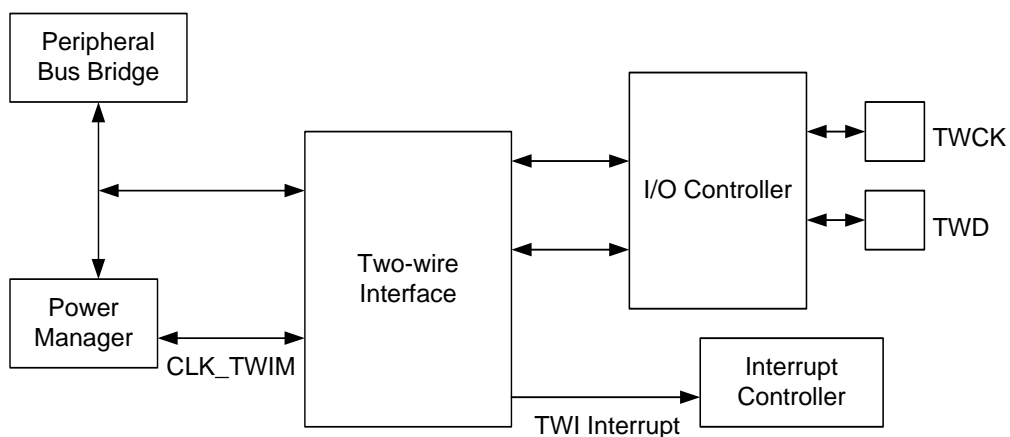 Peripheral
Bus Bridge
TWCK
I/O Controller
TWD
Two-wire
Interface
Power
Manager
CLK_TWIM
Interrupt
Controller
TWI Interrupt